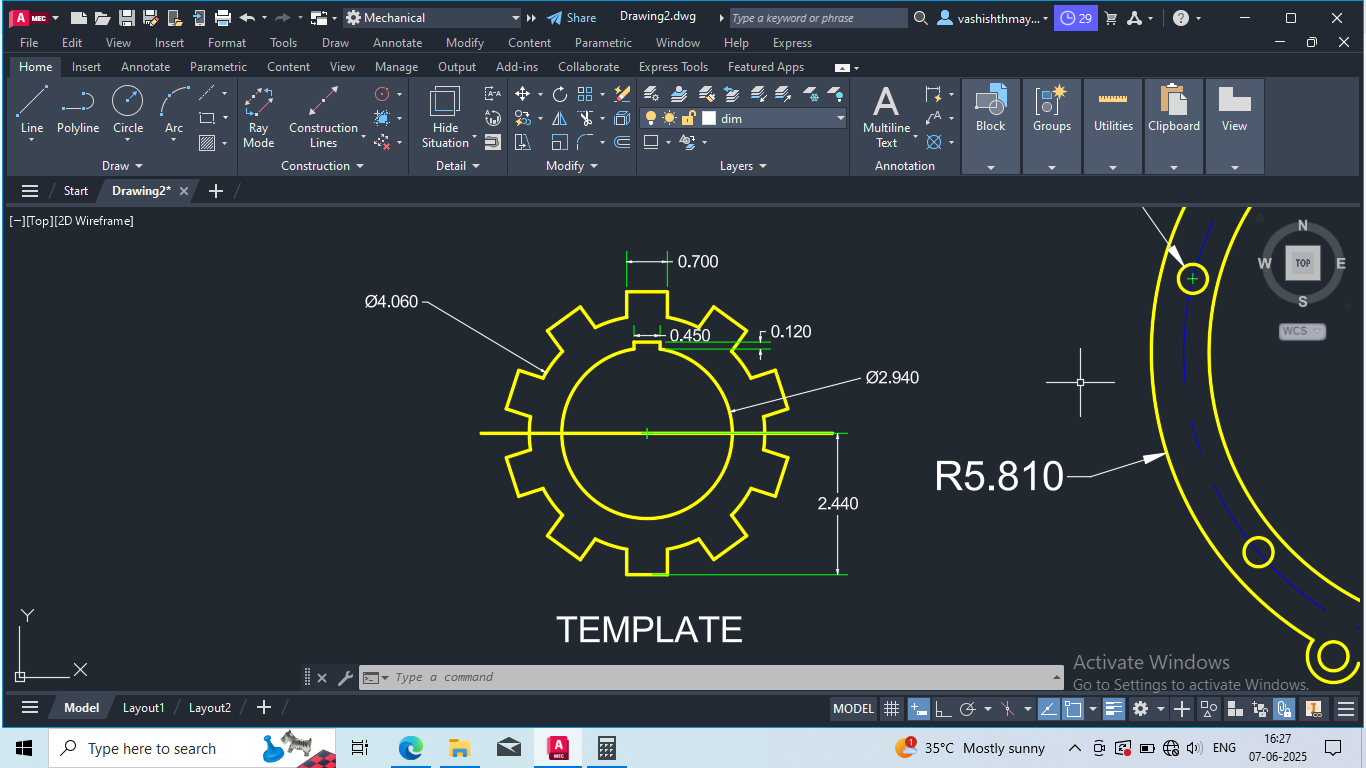 A MEC Mechanical Share Drawing2.dwg Type a keyword or phrase vashishthmay... 29
File Edit View Insert Format Tools Draw Annotate Modify Content Parametric Window Help Express
Home Insert Annotate Parametric Content View Manage Output Add-ins Collaborate Express Tools Featured Apps
dim
Line Polyline Circle Arc Ray Mode Construction Lines Hide Situation Multiline Text Block Groups Utilities Clipboard View
Draw Construction Detail Modify Layers Annotation
Start Drawing2* +
[−][Top][2D Wireframe]
N
W TOP E
S
WCS
0.700
Ø4.060
0.450
0.120
Ø2.940
R5.810
2.440
TEMPLATE
Y
X
Type a command
Activate Windows
Go to Settings to activate Windows.
Model Layout1 Layout2 + MODEL
Type here to search
1
35°C Mostly sunny ENG 16:27
07-06-2025